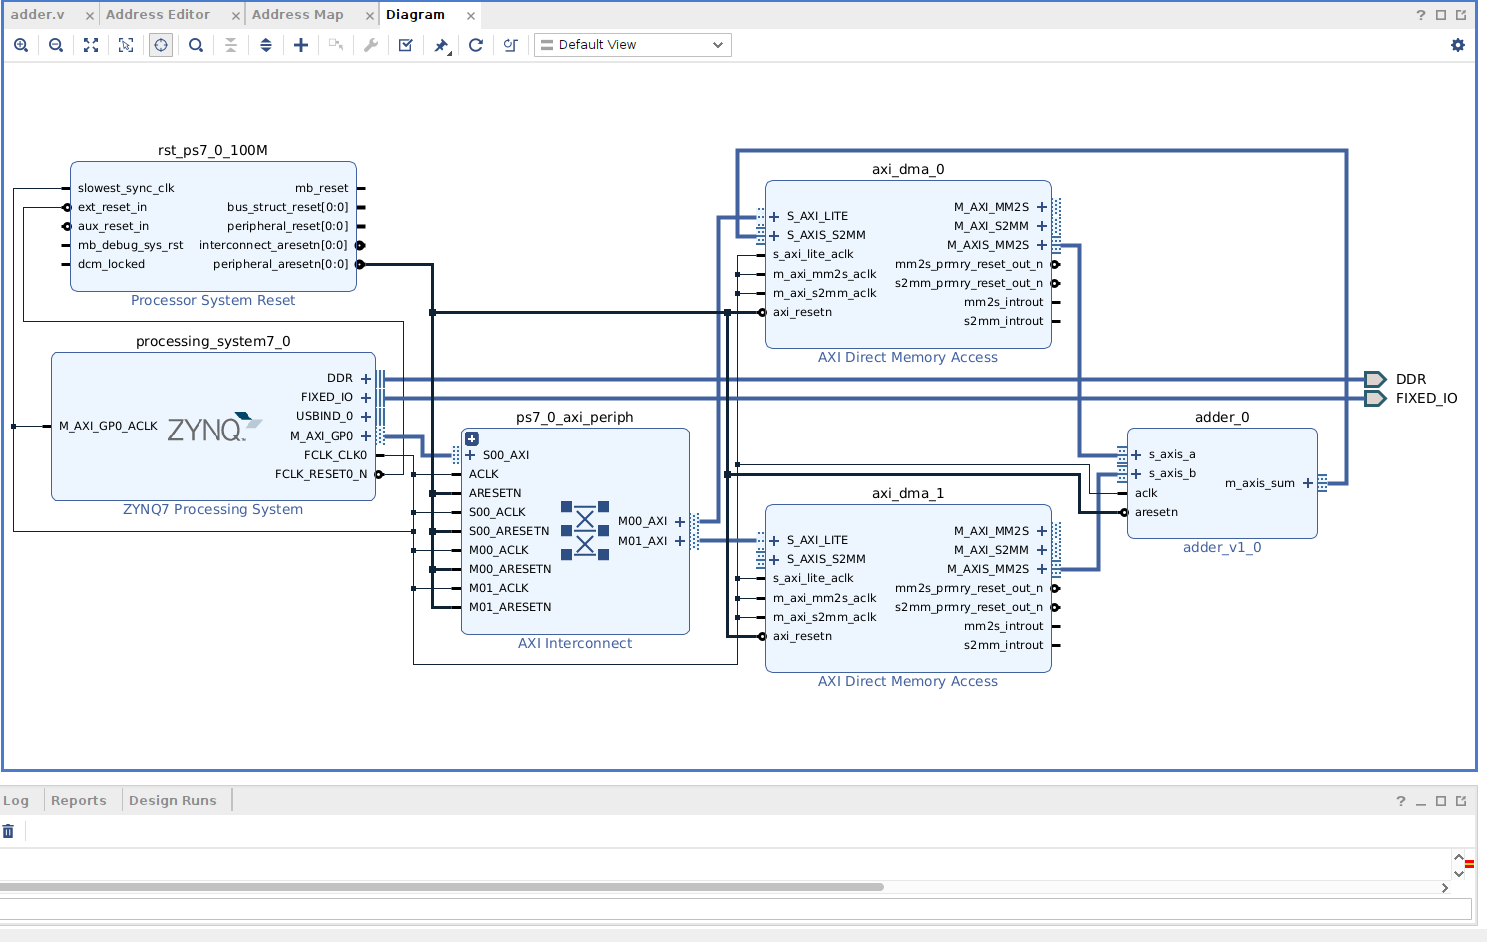 adder.v × Address Editor × Address Map × Diagram ×
? 
Default View
rst_ps7_0_100M
slowest_sync_clk
ext_reset_in
aux_reset_in
mb_debug_sys_rst
dcm_locked
mb_reset
bus_struct_reset[0:0]
peripheral_reset[0:0]
interconnect_aresetn[0:0]
peripheral_aresetn[0:0]
Processor System Reset
processing_system7_0
M_AXI_GP0_ACLK
ZYNQ
DDR
FIXED_IO
USBIND_0
M_AXI_GP0
FCLK_CLK0
FCLK_RESET0_N
ZYNQ7 Processing System
ps7_0_axi_periph
S00_AXI
ACLK
ARESETN
S00_ACLK
S00_ARESETN
M00_ACLK
M00_ARESETN
M01_ACLK
M01_ARESETN
M00_AXI
M01_AXI
AXI Interconnect
axi_dma_0
S_AXI_LITE
S_AXIS_S2MM
s_axi_lite_aclk
m_axi_mm2s_aclk
m_axi_s2mm_aclk
axi_resetn
M_AXI_MM2S
M_AXI_S2MM
M_AXIS_MM2S
mm2s_prmry_reset_out_n
s2mm_prmry_reset_out_n
mm2s_introut
s2mm_introut
AXI Direct Memory Access
axi_dma_1
S_AXI_LITE
S_AXIS_S2MM
s_axi_lite_aclk
m_axi_mm2s_aclk
m_axi_s2mm_aclk
axi_resetn
M_AXI_MM2S
M_AXI_S2MM
M_AXIS_MM2S
mm2s_prmry_reset_out_n
s2mm_prmry_reset_out_n
mm2s_introut
s2mm_introut
AXI Direct Memory Access
adder_0
s_axis_a
s_axis_b
aclk
aresetn
m_axis_sum
adder_v1_0
DDR
FIXED_IO
Log Reports Design Runs
?